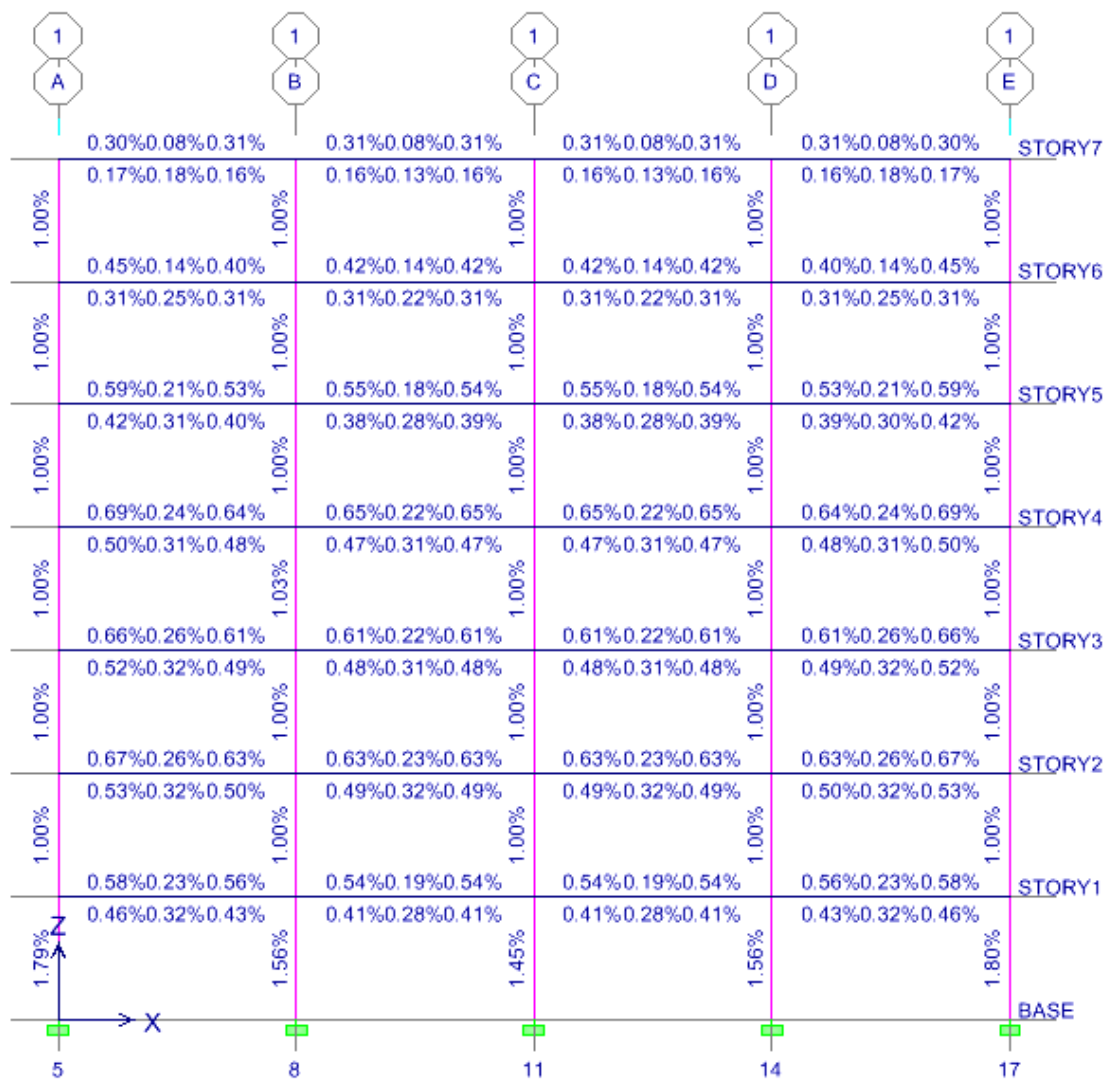 1 1 1 1 1
A B C D E
0.30%0.08%0.31% 0.31%0.08%0.31% 0.31%0.08%0.31% 0.31%0.08%0.30% STORY7
0.17%0.18%0.16% 0.16%0.13%0.16% 0.16%0.13%0.16% 0.16%0.18%0.17%
1.00% 1.00% 1.00% 1.00% 1.00%
0.45%0.14%0.40% 0.42%0.14%0.42% 0.42%0.14%0.42% 0.40%0.14%0.45% STORY6
0.31%0.25%0.31% 0.31%0.22%0.31% 0.31%0.22%0.31% 0.31%0.25%0.31%
1.00% 1.00% 1.00% 1.00% 1.00%
0.59%0.21%0.53% 0.55%0.18%0.54% 0.55%0.18%0.54% 0.53%0.21%0.59% STORY5
0.42%0.31%0.40% 0.38%0.28%0.39% 0.38%0.28%0.39% 0.39%0.30%0.42%
1.00% 1.00% 1.00% 1.00% 1.00%
0.69%0.24%0.64% 0.65%0.22%0.65% 0.65%0.22%0.65% 0.64%0.24%0.69% STORY4
0.50%0.31%0.48% 0.47%0.31%0.47% 0.47%0.31%0.47% 0.48%0.31%0.50%
1.00% 1.03% 1.00% 1.00% 1.00%
0.66%0.26%0.61% 0.61%0.22%0.61% 0.61%0.22%0.61% 0.61%0.26%0.66% STORY3
0.52%0.32%0.49% 0.48%0.31%0.48% 0.48%0.31%0.48% 0.49%0.32%0.52%
1.00% 1.00% 1.00% 1.00% 1.00%
0.67%0.26%0.63% 0.63%0.23%0.63% 0.63%0.23%0.63% 0.63%0.26%0.67% STORY2
0.53%0.32%0.50% 0.49%0.32%0.49% 0.49%0.32%0.49% 0.50%0.32%0.53%
1.00% 1.00% 1.00% 1.00% 1.00%
0.58%0.23%0.56% 0.54%0.19%0.54% 0.54%0.19%0.54% 0.56%0.23%0.58% STORY1
0.46%0.32%0.43% 0.41%0.28%0.41% 0.41%0.28%0.41% 0.43%0.32%0.46%
Z
1.79% 1.56% 1.45% 1.56% 1.80%
X BASE
5 8 11 14 17